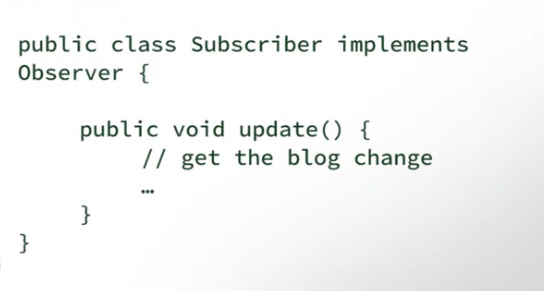 public class Subscriber implements
Observer {
public void update() {
// get the blog change
…
}
}